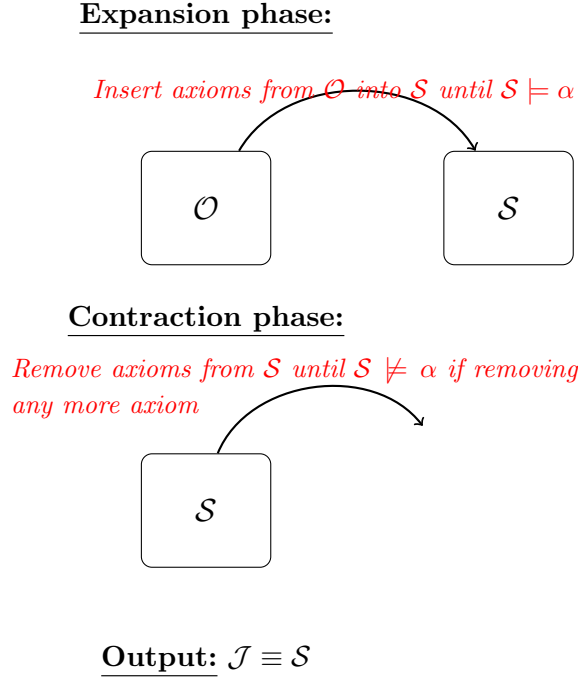 Expansion phase:
Insert axioms from 𝒪 into 𝒮 until 𝒮 ⊨ α
𝒪 𝒮
Contraction phase:
Remove axioms from 𝒮 until 𝒮 ⊭ α if removing
any more axiom
𝒮
Output: 𝒥 ≡ 𝒮